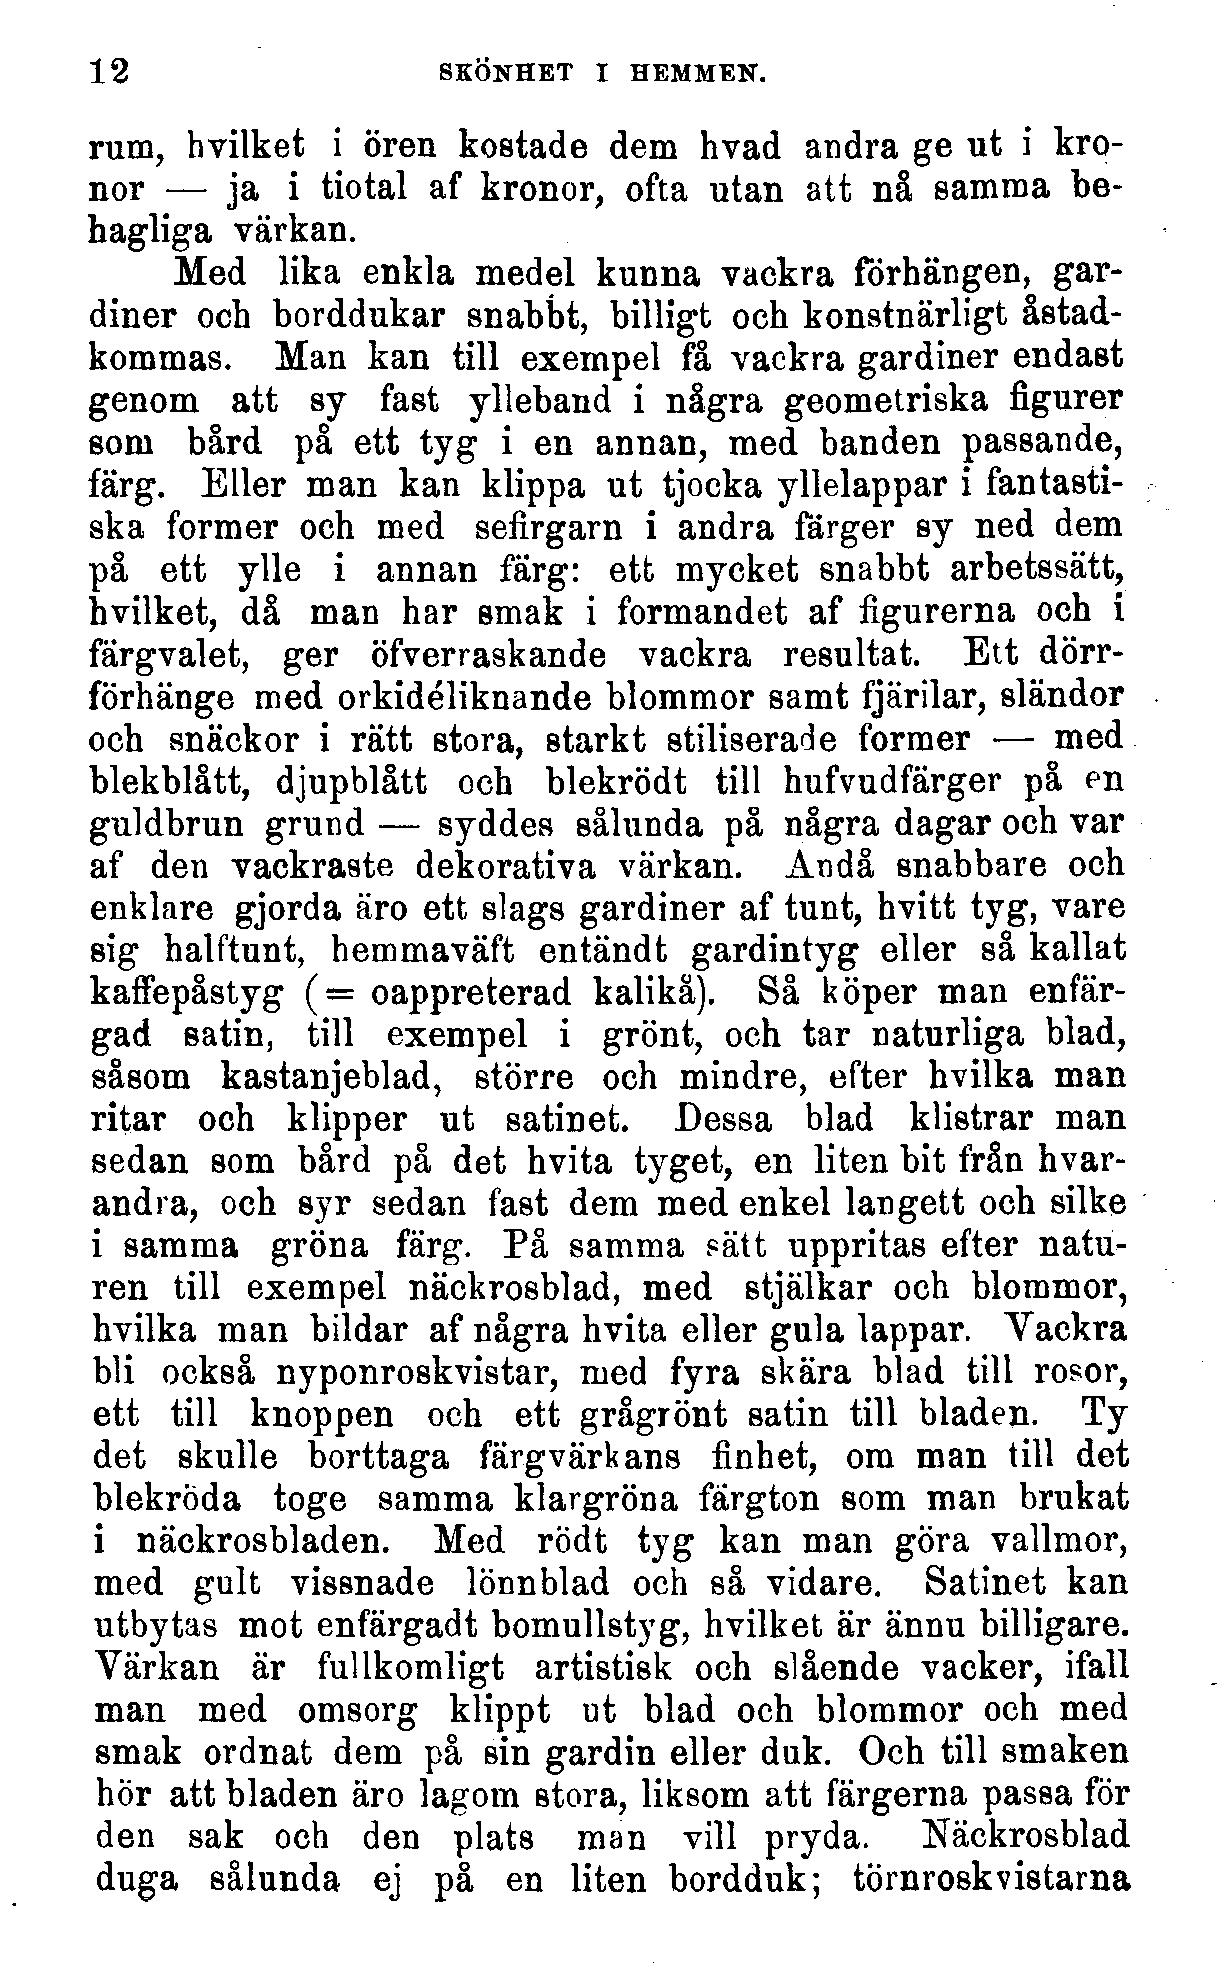 12 SKÖNHET I HEMMEN.
rum, hvilket i ören kostade dem hvad andra ge ut i kro-
nor — ja i tiotal af kronor, ofta utan att nå samma be-
hagliga värkan.
Med lika enkla medel kunna vackra förhängen, gar-
diner och borddukar snabbt, billigt och konstnärligt åstad-
kommas. Man kan till exempel få vackra gardiner endast
genom att sy fast ylleband i några geometriska figurer
som bård på ett tyg i en annan, med banden passande,
färg. Eller man kan klippa ut tjocka yllelappar i fantasti-
ska former och med sefirgarn i andra färger sy ned dem
på ett ylle i annan färg: ett mycket snabbt arbetssätt,
hvilket, då man har smak i formandet af figurerna och i
färgvalet, ger öfverraskande vackra resultat. Ett dörr-
förhänge med orkidéliknande blommor samt fjärilar, sländor
och snäckor i rätt stora, starkt stiliserade former — med
blekblått, djupblått och blekrödt till hufvudfärger på en
guldbrun grund — syddes sålunda på några dagar och var
af den vackraste dekorativa värkan. Andå snabbare och
enklare gjorda äro ett slags gardiner af tunt, hvitt tyg, vare
sig halftunt, hemmaväft entändt gardintyg eller så kallat
kaffepåstyg (= oappreterad kalikå). Så köper man enfär-
gad satin, till exempel i grönt, och tar naturliga blad,
såsom kastanjeblad, större och mindre, efter hvilka man
ritar och klipper ut satinet. Dessa blad klistrar man
sedan som bård på det hvita tyget, en liten bit från hvar-
andra, och syr sedan fast dem med enkel langett och silke
i samma gröna färg. På samma sätt uppritas efter natu-
ren till exempel näckrosblad, med stjälkar och blommor,
hvilka man bildar af några hvita eller gula lappar. Vackra
bli också nyponroskvistar, med fyra skära blad till rosor,
ett till knoppen och ett grågrönt satin till bladen. Ty
det skulle borttaga färgvärkans finhet, om man till det
blekröda toge samma klargröna färgton som man brukat
i näckrosbladen. Med rödt tyg kan man göra vallmor,
med gult vissnade lönnblad och så vidare. Satinet kan
utbytas mot enfärgadt bomullstyg, hvilket är ännu billigare.
Värkan är fullkomligt artistisk och slående vacker, ifall
man med omsorg klippt ut blad och blommor och med
smak ordnat dem på sin gardin eller duk. Och till smaken
hör att bladen äro lagom stora, liksom att färgerna passa för
den sak och den plats man vill pryda. Näckrosblad
duga sålunda ej på en liten bordduk; törnroskvistarna